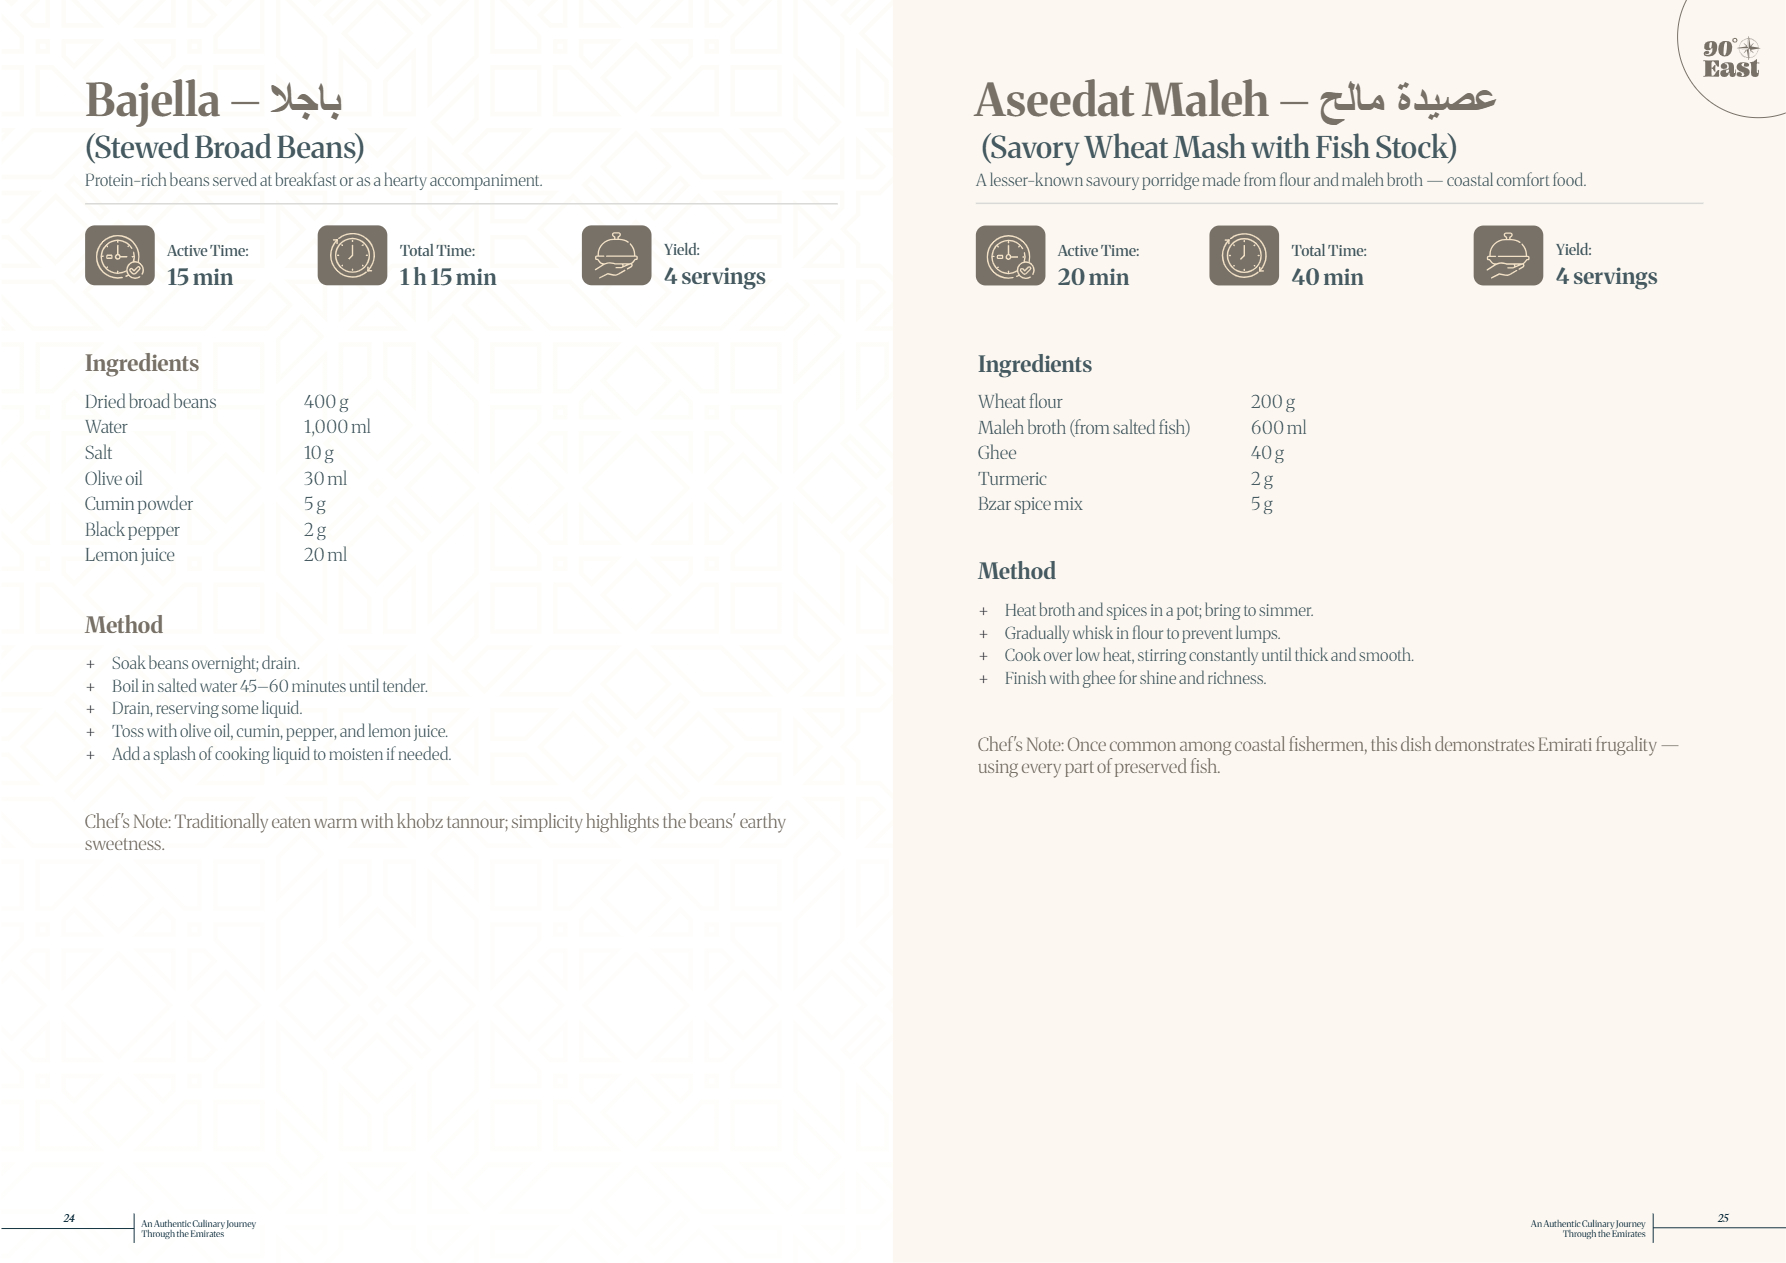 Bajella – باجلا
(Stewed Broad Beans)
Protein-rich beans served at breakfast or as a hearty accompaniment.
Active Time:
15 min
Total Time:
1 h 15 min
Yield:
4 servings
Ingredients
Dried broad beans 400 g
Water 1,000 ml
Salt 10 g
Olive oil 30 ml
Cumin powder 5 g
Black pepper 2 g
Lemon juice 20 ml
Method
+ Soak beans overnight; drain.
+ Boil in salted water 45–60 minutes until tender.
+ Drain, reserving some liquid.
+ Toss with olive oil, cumin, pepper, and lemon juice.
+ Add a splash of cooking liquid to moisten if needed.
Chef's Note: Traditionally eaten warm with khobz tannour; simplicity highlights the beans' earthy
sweetness.
24
An Authentic Culinary Journey
Through the Emirates
90°
East
Aseedat Maleh – عصيدة مالح
(Savory Wheat Mash with Fish Stock)
A lesser-known savoury porridge made from flour and maleh broth — coastal comfort food.
Active Time:
20 min
Total Time:
40 min
Yield:
4 servings
Ingredients
Wheat flour 200 g
Maleh broth (from salted fish) 600 ml
Ghee 40 g
Turmeric 2 g
Bzar spice mix 5 g
Method
+ Heat broth and spices in a pot; bring to simmer.
+ Gradually whisk in flour to prevent lumps.
+ Cook over low heat, stirring constantly until thick and smooth.
+ Finish with ghee for shine and richness.
Chef's Note: Once common among coastal fishermen, this dish demonstrates Emirati frugality —
using every part of preserved fish.
An Authentic Culinary Journey
Through the Emirates
25